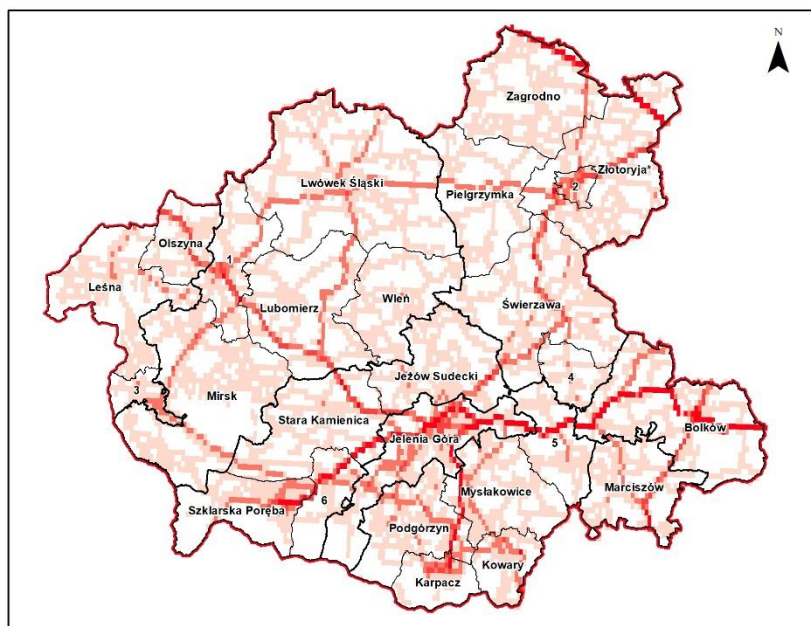 N
Zagrodno
Złotoryja*
2
Lwówek Śląski
Pielgrzymka
Olszyna
1
Leśna
Lubomierz
Wleń
Świerzawa
Jeżów Sudecki
4
3
Mirsk
Stara Kamienica
Jelenia Góra
5
Bolków
Mysłakowice
Marciszów
6
Szklarska Poręba
Podgórzyn
Kowary
Karpacz